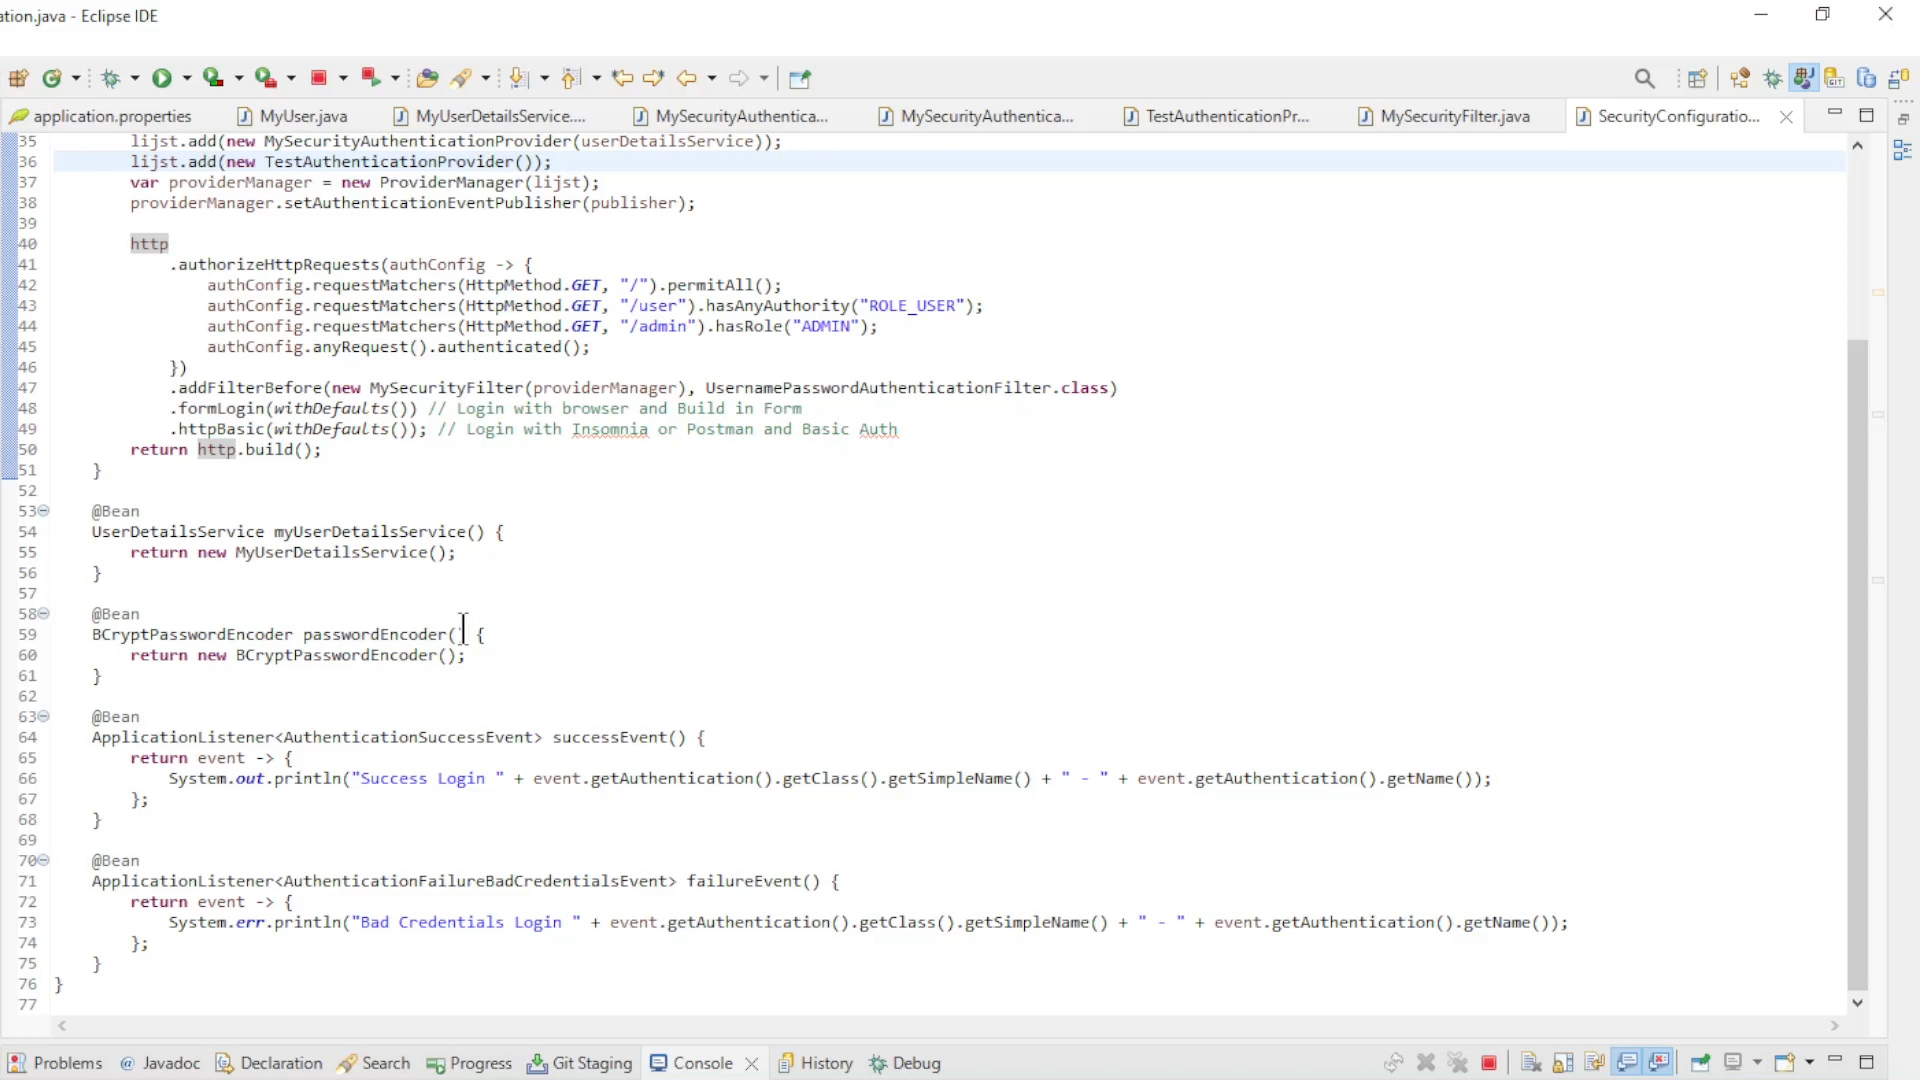 ation.java - Eclipse IDE
application.properties MyUser.java MyUserDetailsService.... MySecurityAuthentica... MySecurityAuthentica... TestAuthenticationPr... MySecurityFilter.java SecurityConfiguratio...
35 lijst.add(new MySecurityAuthenticationProvider(userDetailsService));
36 lijst.add(new TestAuthenticationProvider());
37 var providerManager = new ProviderManager(lijst);
38 providerManager.setAuthenticationEventPublisher(publisher);
39
40 http
41 .authorizeHttpRequests(authConfig -> {
42 authConfig.requestMatchers(HttpMethod.GET, "/").permitAll();
43 authConfig.requestMatchers(HttpMethod.GET, "/user").hasAnyAuthority("ROLE_USER");
44 authConfig.requestMatchers(HttpMethod.GET, "/admin").hasRole("ADMIN");
45 authConfig.anyRequest().authenticated();
46 })
47 .addFilterBefore(new MySecurityFilter(providerManager), UsernamePasswordAuthenticationFilter.class)
48 .formLogin(withDefaults()) // Login with browser and Build in Form
49 .httpBasic(withDefaults()); // Login with Insomnia or Postman and Basic Auth
50 return http.build();
51 }
52
53 @Bean
54 UserDetailsService myUserDetailsService() {
55 return new MyUserDetailsService();
56 }
57
58 @Bean
59 BCryptPasswordEncoder passwordEncoder() {
60 return new BCryptPasswordEncoder();
61 }
62
63 @Bean
64 ApplicationListener<AuthenticationSuccessEvent> successEvent() {
65 return event -> {
66 System.out.println("Success Login " + event.getAuthentication().getClass().getSimpleName() + " - " + event.getAuthentication().getName());
67 };
68 }
69
70 @Bean
71 ApplicationListener<AuthenticationFailureBadCredentialsEvent> failureEvent() {
72 return event -> {
73 System.err.println("Bad Credentials Login " + event.getAuthentication().getClass().getSimpleName() + " - " + event.getAuthentication().getName());
74 };
75 }
76 }
77
Problems Javadoc Declaration Search Progress Git Staging Console History Debug